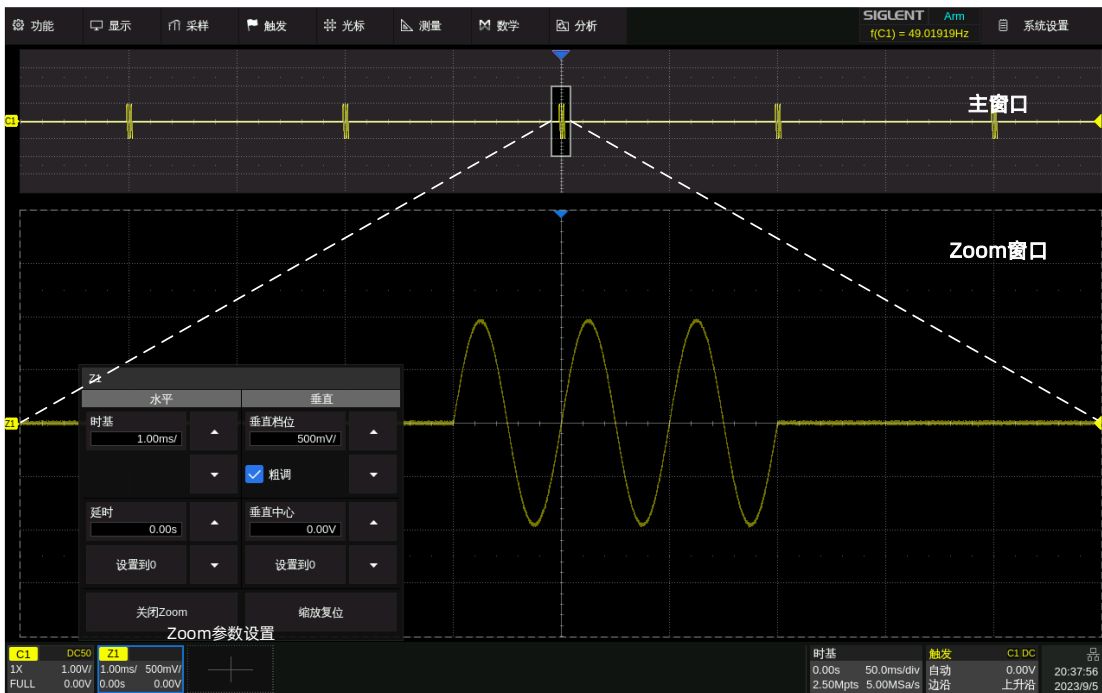 功能 显示 采样 触发 光标 测量 数学 分析 SIGLENT Arm 系统设置
f(C1) = 49.01919Hz
主窗口
C1
Zoom窗口
Z1
Z1
水平 垂直
时基 垂直档位
1.00ms/ 500mV/
粗调
延时 垂直中心
0.00s 0.00V
设置到0 设置到0
关闭Zoom 缩放复位
Zoom参数设置
C1 DC50 Z1 时基 触发 C1 DC
1X 1.00V/ 1.00ms/ 500mV/ 0.00s 50.0ms/div 自动 0.00V 20:37:56
FULL 0.00V 0.00s 0.00V 2.50Mpts 5.00MSa/s 边沿 上升沿 2023/9/5